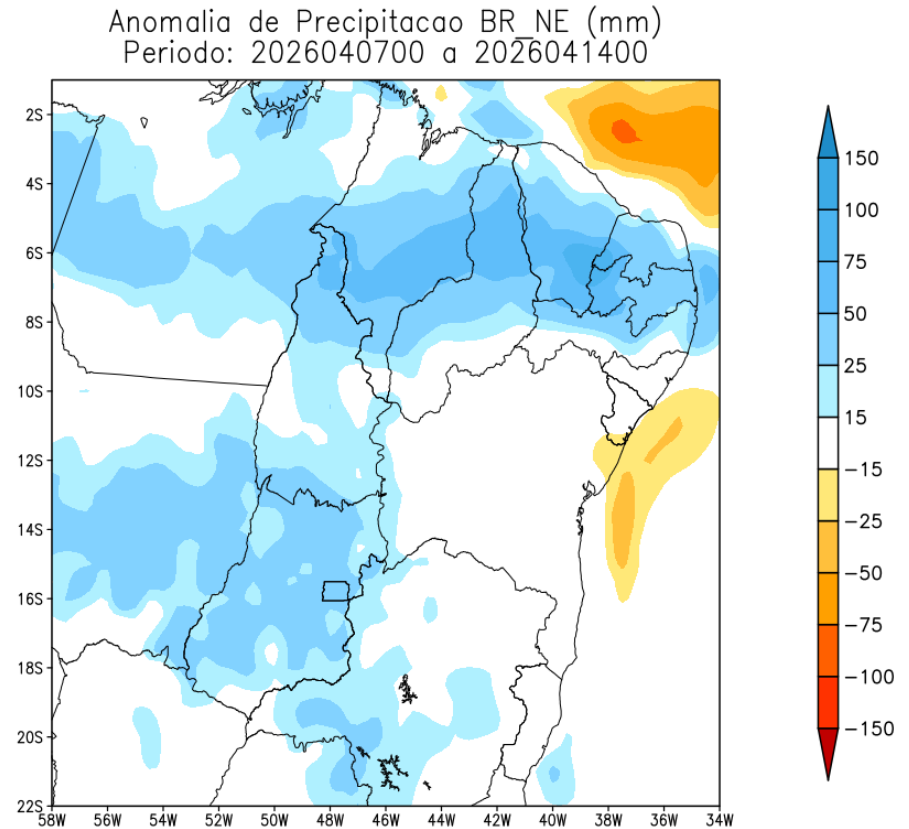 Anomalia de Precipitacao BR_NE (mm)
Periodo: 2026040700 a 2026041400
2S
4S
6S
8S
10S
12S
14S
16S
18S
20S
22S
58W 56W 54W 52W 50W 48W 46W 44W 42W 40W 38W 36W 34W
150
100
75
50
25
15
-15
-25
-50
-75
-100
-150